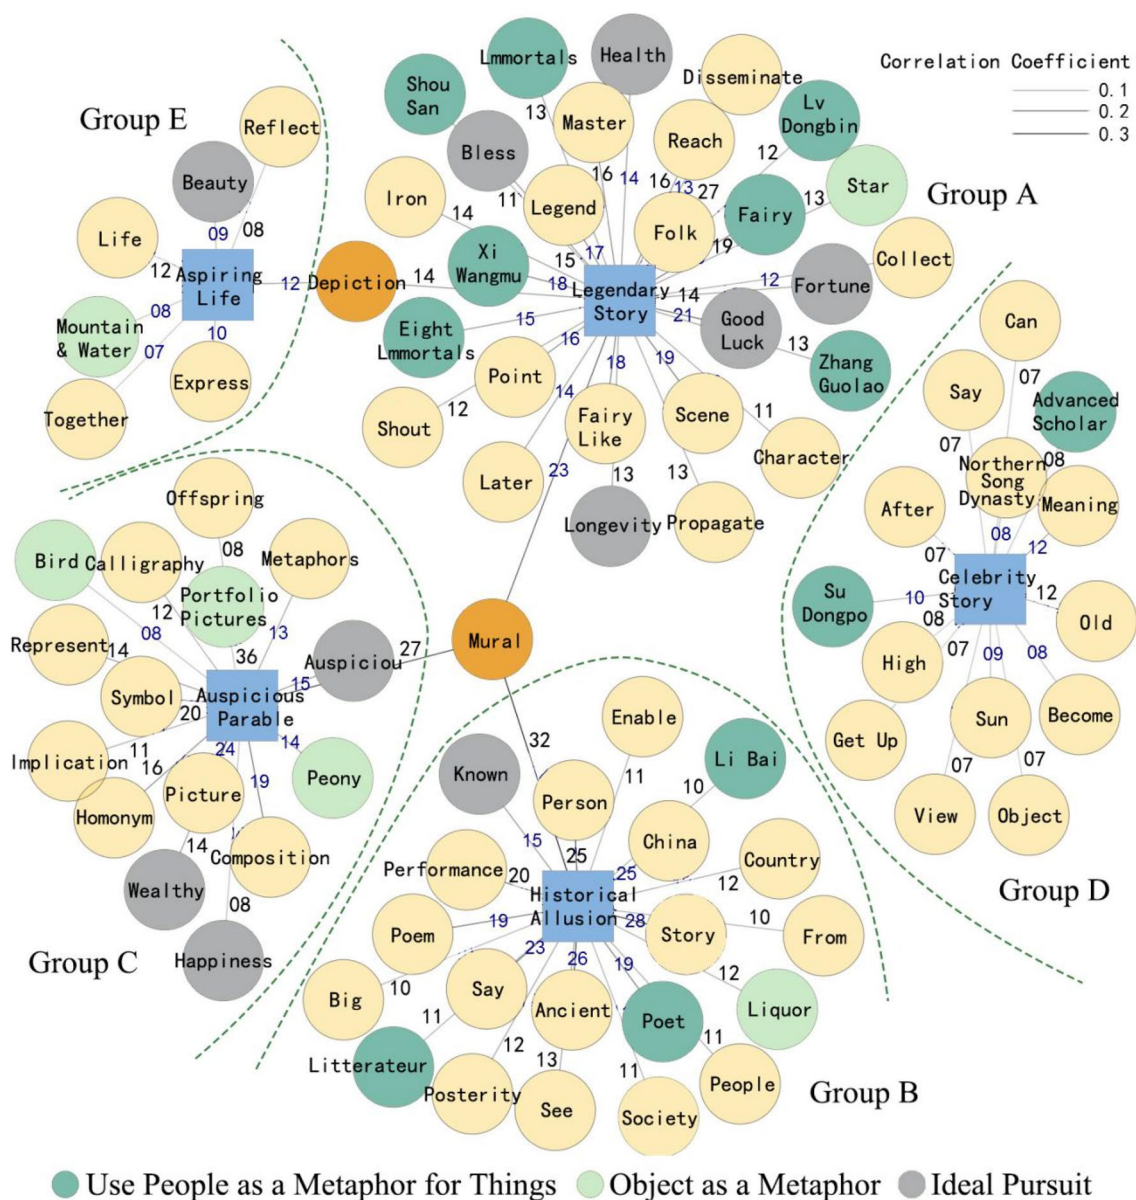 Correlation Coefficient
0.1
0.2
0.3
Group E
Reflect
Beauty
Life
Aspiring
Life
Mountain
& Water
Together
Express
09
08
12
08
07
10
12
Depiction
14
Group A
Lmmortals
Health
Disseminate
Shou
San
Master
Lv
Dongbin
Reach
Bless
Star
Iron
Legend
Fairy
Folk
Collect
Xi
Wangmu
Legendary
Story
Fortune
Good
Luck
Eight
Lmmortals
Zhang
Guolao
Point
Fairy
Like
Scene
Shout
Character
Later
Longevity
Propagate
13
16
14
16
13
27
12
13
11
14
17
15
18
19
14
12
21
15
16
18
19
13
14
12
11
23
13
13
Group D
Can
Say
Advanced
Scholar
Northern
Song
Dynasty
After
Meaning
Su
Dongpo
Celebrity
Story
Old
High
Get Up
Sun
Become
View
Object
07
07
08
08
12
07
10
12
08
07
09
08
07
07
Group C
Offspring
Bird
Calligraphy
Metaphors
Portfolio
Pictures
Represent
Auspiciou
Symbol
Auspicious
Parable
Implication
Peony
Picture
Homonym
Composition
Wealthy
Happiness
08
12
08
13
14
36
15
27
20
11
24
14
16
19
14
08
Mural
32
Group B
Enable
Known
Li Bai
Person
China
Performance
Country
Historical
Allusion
Poem
Story
From
Say
Big
Ancient
Poet
Liquor
Litterateur
Posterity
See
Society
People
11
10
15
25
25
20
12
19
28
10
23
26
19
12
10
11
12
13
11
11
Use People as a Metaphor for Things
Object as a Metaphor
Ideal Pursuit